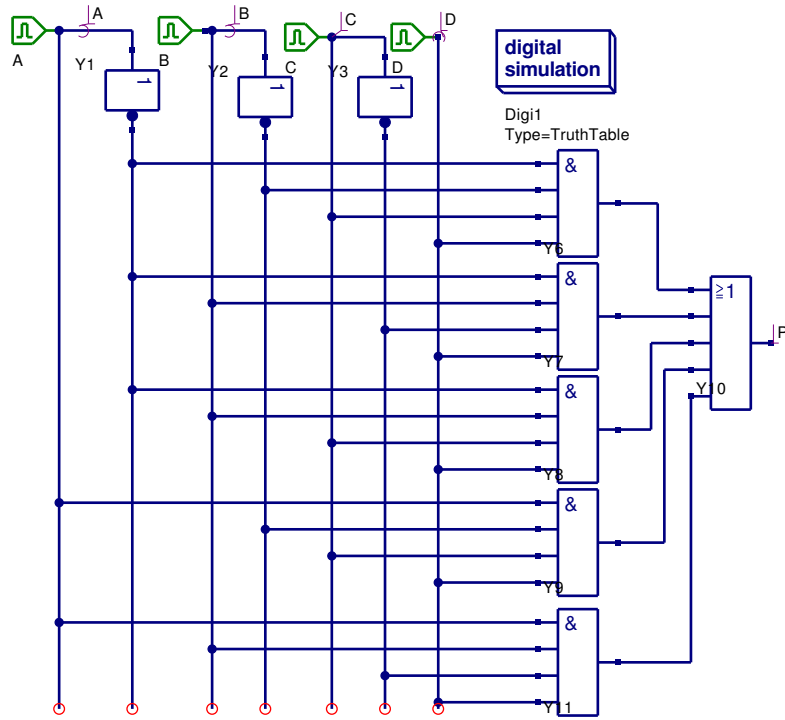 A
B
C
D
A
Y1
B
Y2
C
Y3
D
digital
simulation
1
1
1
Digi1
Type=TruthTable
&
Y6
&
Y7
≧1
P
&
Y10
Y8
&
Y9
&
Y11